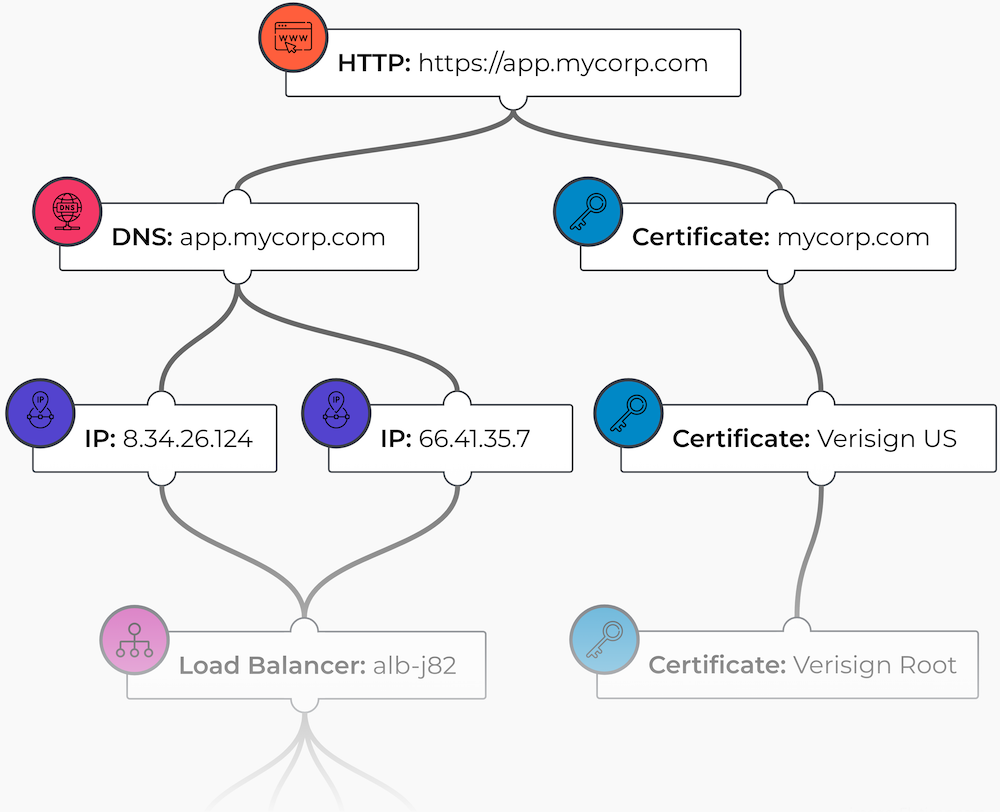 WWW
HTTP: https://app.mycorp.com
DNS
DNS: app.mycorp.com
Certificate: mycorp.com
IP
IP: 8.34.26.124
IP
IP: 66.41.35.7
Certificate: Verisign US
Load Balancer: alb-j82
Certificate: Verisign Root